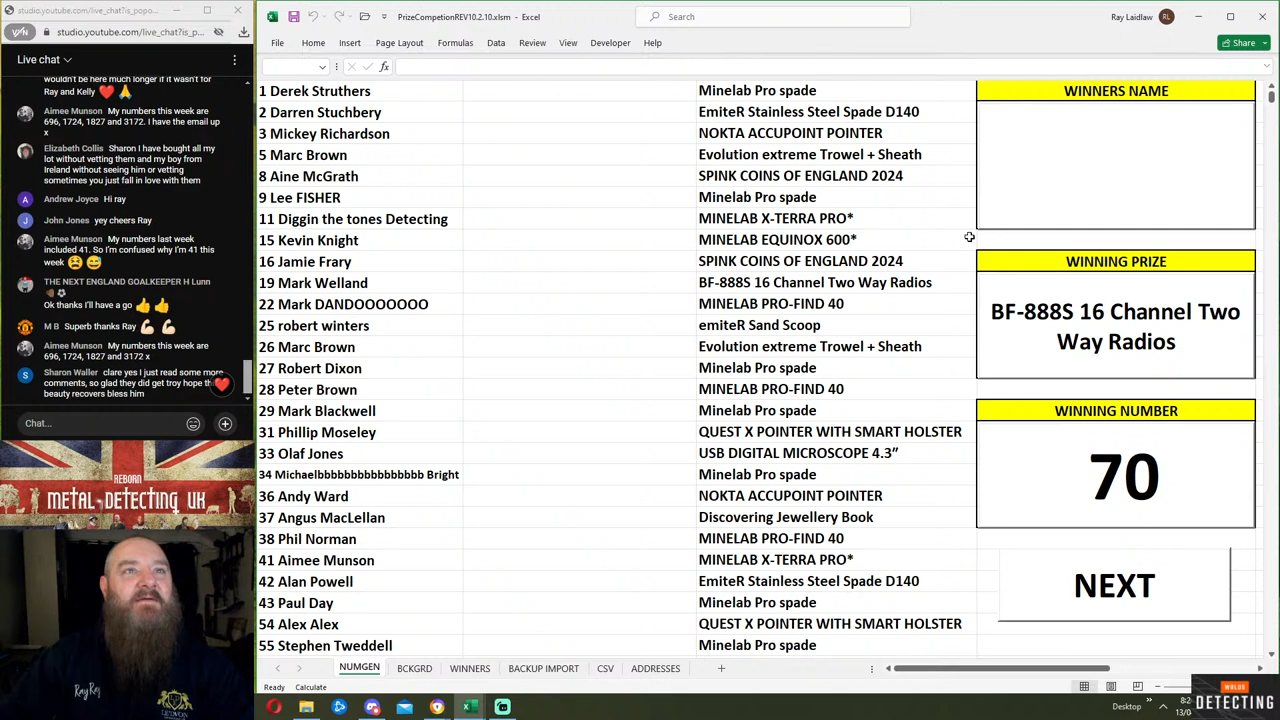 studio.youtube.com/live_chat?is_popo...
studio.youtube.com/live_chat?is_p...
Live chat
wouldn't be here much longer if it wasn't for
Ray and Kelly ❤️ 🙏
Aimee Munson My numbers this week are
696, 1724, 1827 and 3172. I have the email up
x
Elizabeth Collis Sharon I have bought all my
lot without vetting them and my boy from
Ireland without seeing him or vetting
sometimes you just fall in love with them
Andrew Joyce Hi ray
John Jones yey cheers Ray
Aimee Munson My numbers last week
included 41. So I'm confused why I'm 41 this
week
THE NEXT ENGLAND GOALKEEPER H Lunn
Ok thanks I'll have a go 👍 👍
M B Superb thanks Ray 💪🏻 💪🏻
Aimee Munson My numbers this week are
696, 1724, 1827 and 3172 x
Sharon Waller clare yes I just read some more
comments, so glad they did get troy hope th
beauty recovers bless him
Chat...
REBORN
METAL DETECTING UK
PrizeCompetionREV10.2.10.xlsm - Excel
Search
Ray Laidlaw
RL
File Home Insert Page Layout Formulas Data Review View Developer Help
Share
fx
1 Derek Struthers Minelab Pro spade
2 Darren Stuchbery EmiteR Stainless Steel Spade D140
3 Mickey Richardson NOKTA ACCUPOINT POINTER
5 Marc Brown Evolution extreme Trowel + Sheath
8 Aine McGrath SPINK COINS OF ENGLAND 2024
9 Lee FISHER Minelab Pro spade
11 Diggin the tones Detecting MINELAB X-TERRA PRO*
15 Kevin Knight MINELAB EQUINOX 600*
16 Jamie Frary SPINK COINS OF ENGLAND 2024
19 Mark Welland BF-888S 16 Channel Two Way Radios
22 Mark DANDOOOOOOO MINELAB PRO-FIND 40
25 robert winters emiteR Sand Scoop
26 Marc Brown Evolution extreme Trowel + Sheath
27 Robert Dixon Minelab Pro spade
28 Peter Brown MINELAB PRO-FIND 40
29 Mark Blackwell Minelab Pro spade
31 Phillip Moseley QUEST X POINTER WITH SMART HOLSTER
33 Olaf Jones USB DIGITAL MICROSCOPE 4.3”
34 Michaelbbbbbbbbbbbbbbbb Bright Minelab Pro spade
36 Andy Ward NOKTA ACCUPOINT POINTER
37 Angus MacLellan Discovering Jewellery Book
38 Phil Norman MINELAB PRO-FIND 40
41 Aimee Munson MINELAB X-TERRA PRO*
42 Alan Powell EmiteR Stainless Steel Spade D140
43 Paul Day Minelab Pro spade
54 Alex Alex QUEST X POINTER WITH SMART HOLSTER
55 Stephen Tweddell Minelab Pro spade
WINNERS NAME
WINNING PRIZE
BF-888S 16 Channel Two
Way Radios
WINNING NUMBER
70
NEXT
NUMGEN BCKGRD WINNERS BACKUP IMPORT CSV ADDRESSES
Ready Calculate
Desktop
8:2
13/0
DETECTING